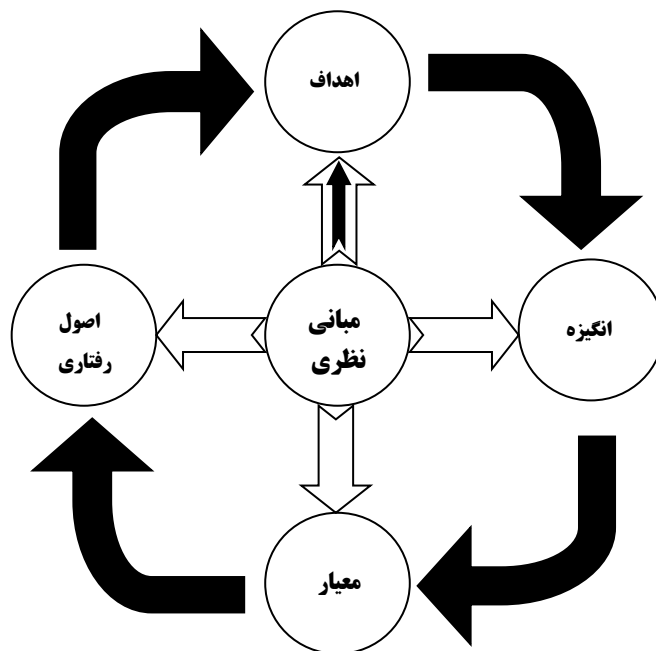 اهداف
اصول
رفتاری
مبانی
نظری
انگیزه
معیار